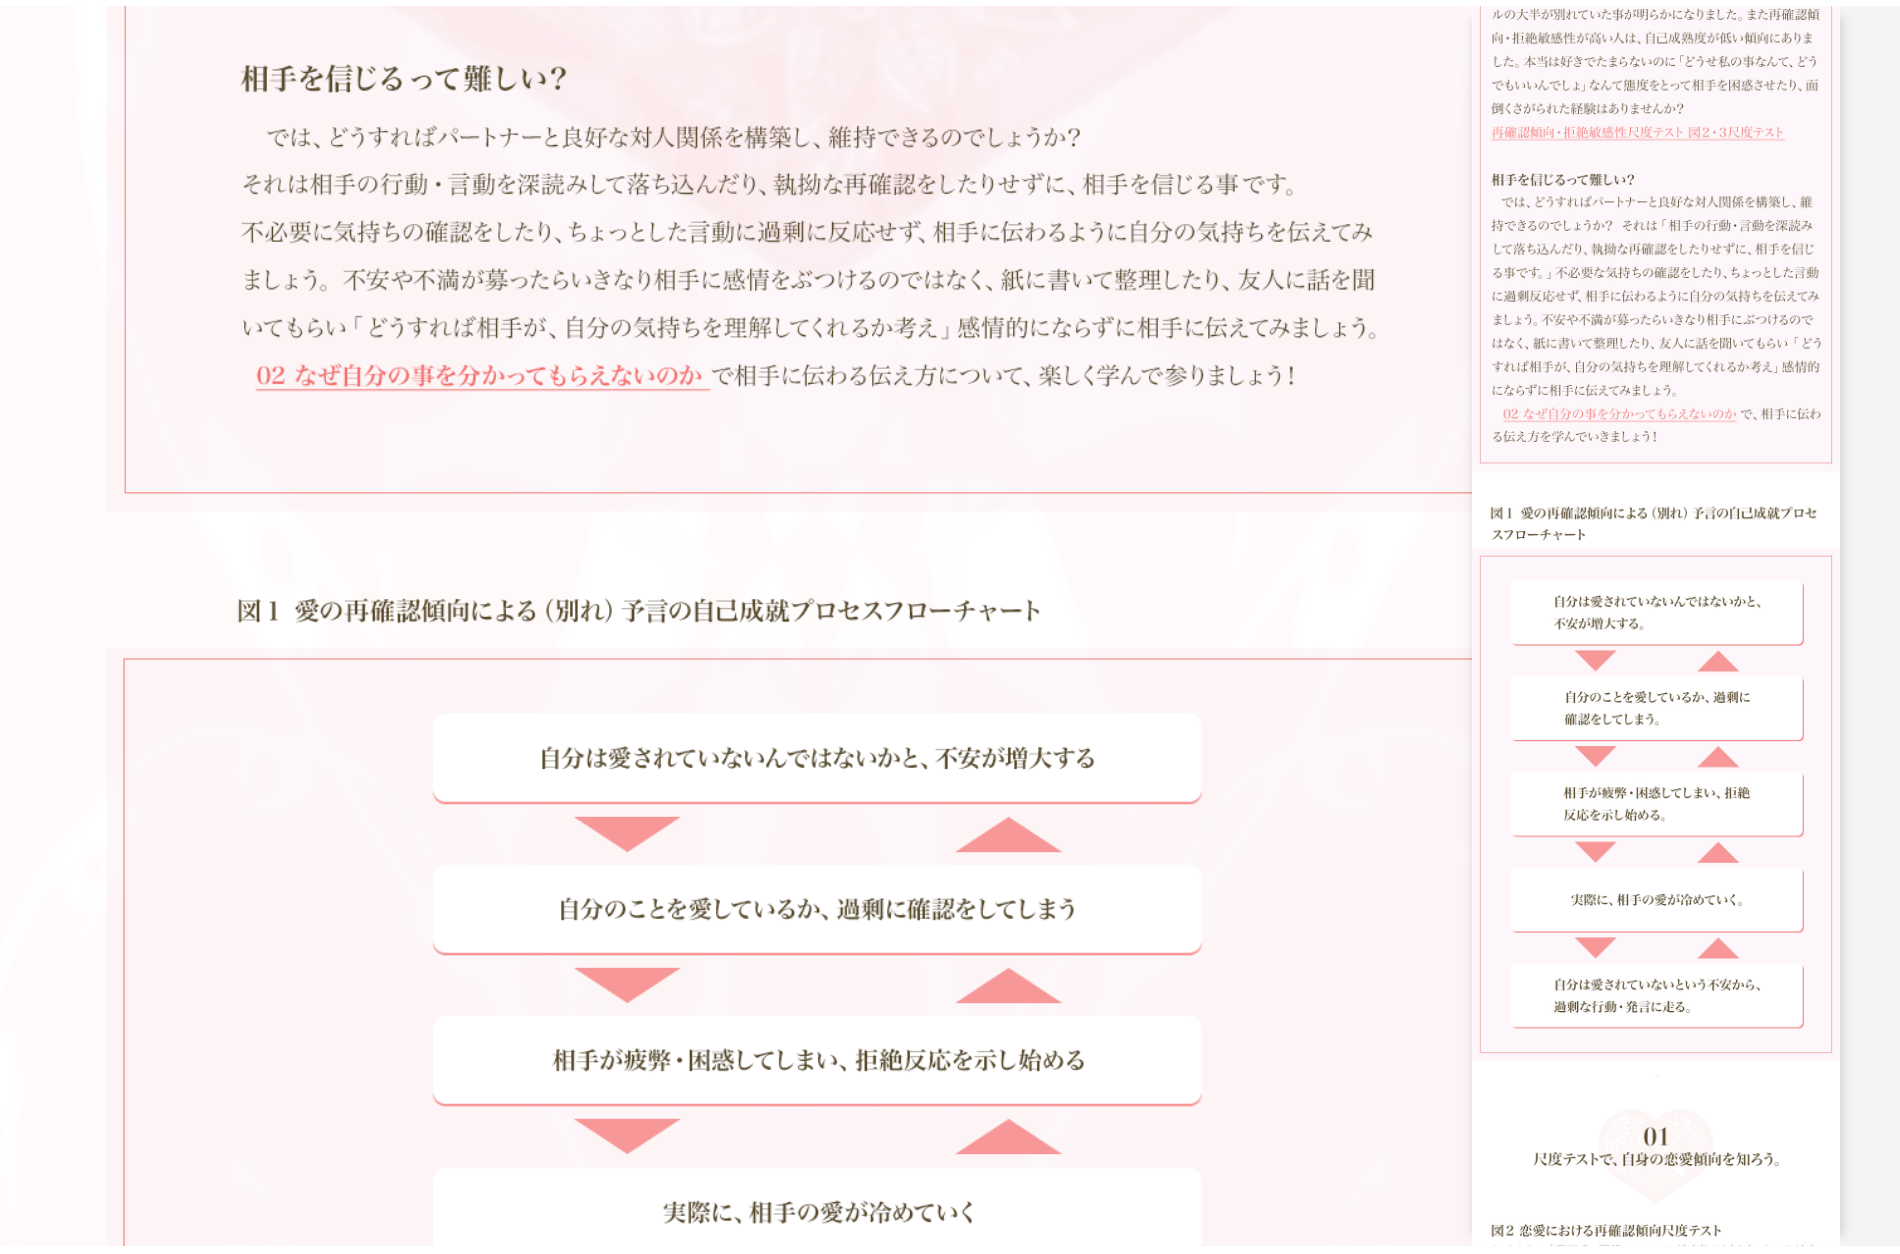 相手を信じるって難しい?
では、どうすればパートナーと良好な対人関係を構築し、維持できるのでしょうか?
それは相手の行動・言動を深読みして落ち込んだり、執拗な再確認をしたりせずに、相手を信じる事です。
不必要に気持ちの確認をしたり、ちょっとした言動に過剰に反応せず、相手に伝わるように自分の気持ちを伝えてみ
ましょう。不安や不満が募ったらいきなり相手に感情をぶつけるのではなく、紙に書いて整理したり、友人に話を聞
いてもらい「どうすれば相手が、自分の気持ちを理解してくれるか考え」感情的にならずに相手に伝えてみましょう。
02 なぜ自分の事を分かってもらえないのか で相手に伝わる伝え方について、楽しく学んで参りましょう!
図1 愛の再確認傾向による(別れ)予言の自己成就プロセスフローチャート
自分は愛されていないんではないかと、不安が増大する
自分のことを愛しているか、過剰に確認をしてしまう
相手が疲弊・困惑してしまい、拒絶反応を示し始める
実際に、相手の愛が冷めていく
ルの大半が別れていた事が明らかになりました。また再確認傾
向・拒絶敏感性が高い人は、自己成熟度が低い傾向にありま
した。本当は好きでたまらないのに「どうせ私の事なんて、どう
でもいいんでしょ」なんて態度をとって相手を困惑させたり、面
倒くさがられた経験はありませんか?
再確認傾向・拒絶敏感性尺度テスト 図2・3尺度テスト
相手を信じるって難しい?
では、どうすればパートナーと良好な対人関係を構築し、維
持できるのでしょうか? それは「相手の行動・言動を深読み
して落ち込んだり、執拗な再確認をしたりせずに、相手を信じ
る事です。」不必要な気持ちの確認をしたり、ちょっとした言動
に過剰反応せず、相手に伝わるように自分の気持ちを伝えてみ
ましょう。不安や不満が募ったらいきなり相手にぶつけるので
はなく、紙に書いて整理したり、友人に話を聞いてもらい「どう
すれば相手が、自分の気持ちを理解してくれるか考え」感情的
にならずに相手に伝えてみましょう。
02 なぜ自分の事を分かってもらえないのか で、相手に伝わ
る伝え方を学んでいきましょう!
図1 愛の再確認傾向による(別れ)予言の自己成就プロセ
スフローチャート
自分は愛されていないんではないかと、
不安が増大する。
自分のことを愛しているか、過剰に
確認をしてしまう。
相手が疲弊・困惑してしまい、拒絶
反応を示し始める。
実際に、相手の愛が冷めていく。
自分は愛されていないという不安から、
過剰な行動・発言に走る。
01
尺度テストで、自身の恋愛傾向を知ろう。
図2 恋愛における再確認傾向尺度テスト